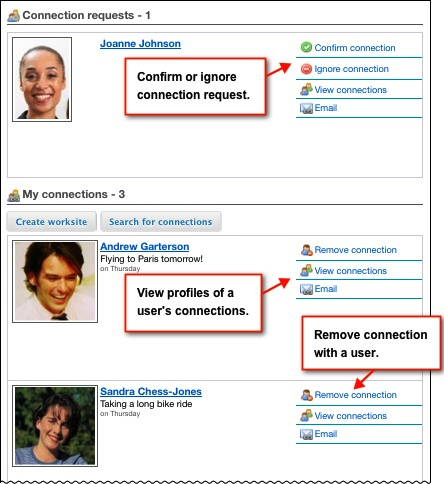 Connection requests - 1
Joanne Johnson
Confirm connection
Ignore connection
View connections
Email
Confirm or ignore
connection request.
My connections - 3
Create worksite
Search for connections
Andrew Garterson
Flying to Paris tomorrow!
on Thursday
Remove connection
View connections
Email
View profiles of a
user's connections.
Remove connection
with a user.
Sandra Chess-Jones
Taking a long bike ride
on Thursday
Remove connection
View connections
Email